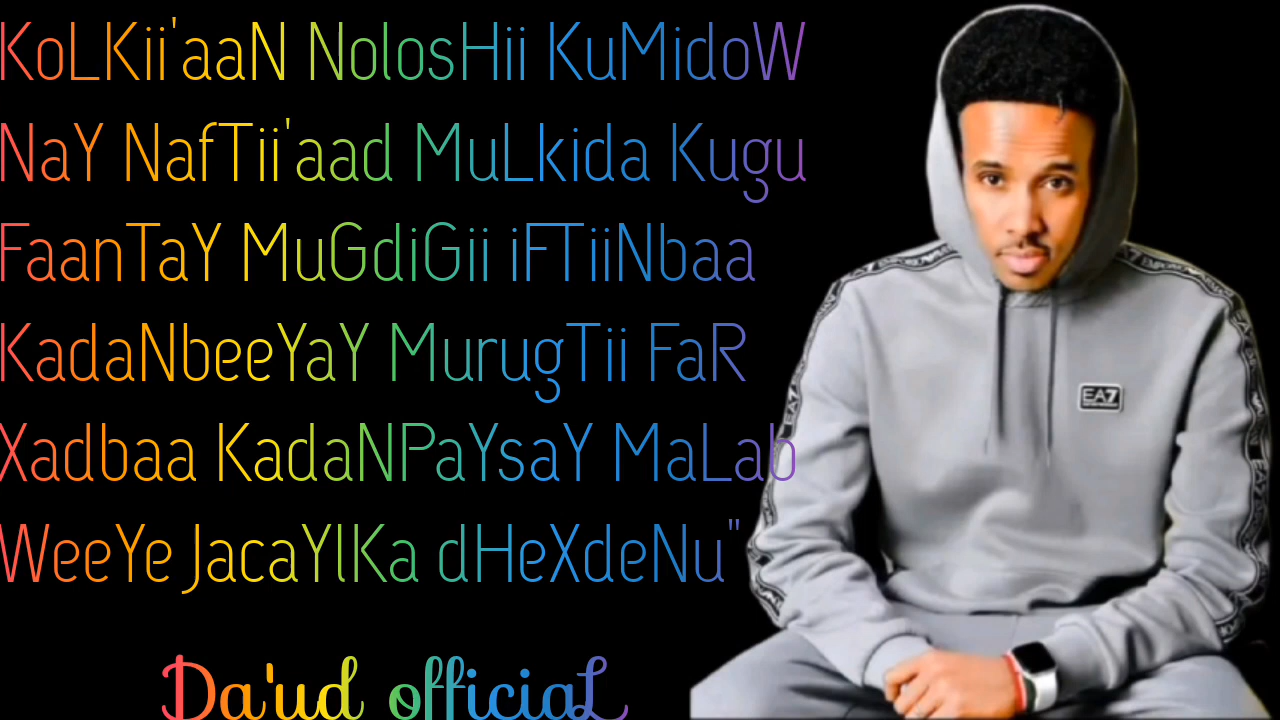 KoLKii'aaN NolosHii KuMidoW
NaY NafTii'aad MuLkida Kugu
FaanTaY MuGdiGii iFTiiNbaa
KadaNbeeYaY MurugTii FaR
Xadbaa KadaNPaYsaY MaLab
WeeYe JacaYlKa dHeXdeNu"
Da'ud officiaL
EA7